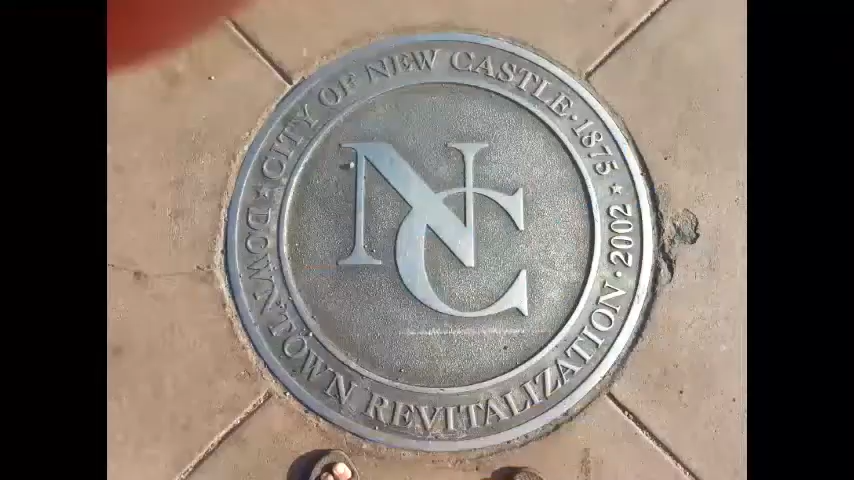 CITY OF NEW CASTLE · 1875
NC
DOWNTOWN REVITALIZATION · 2002